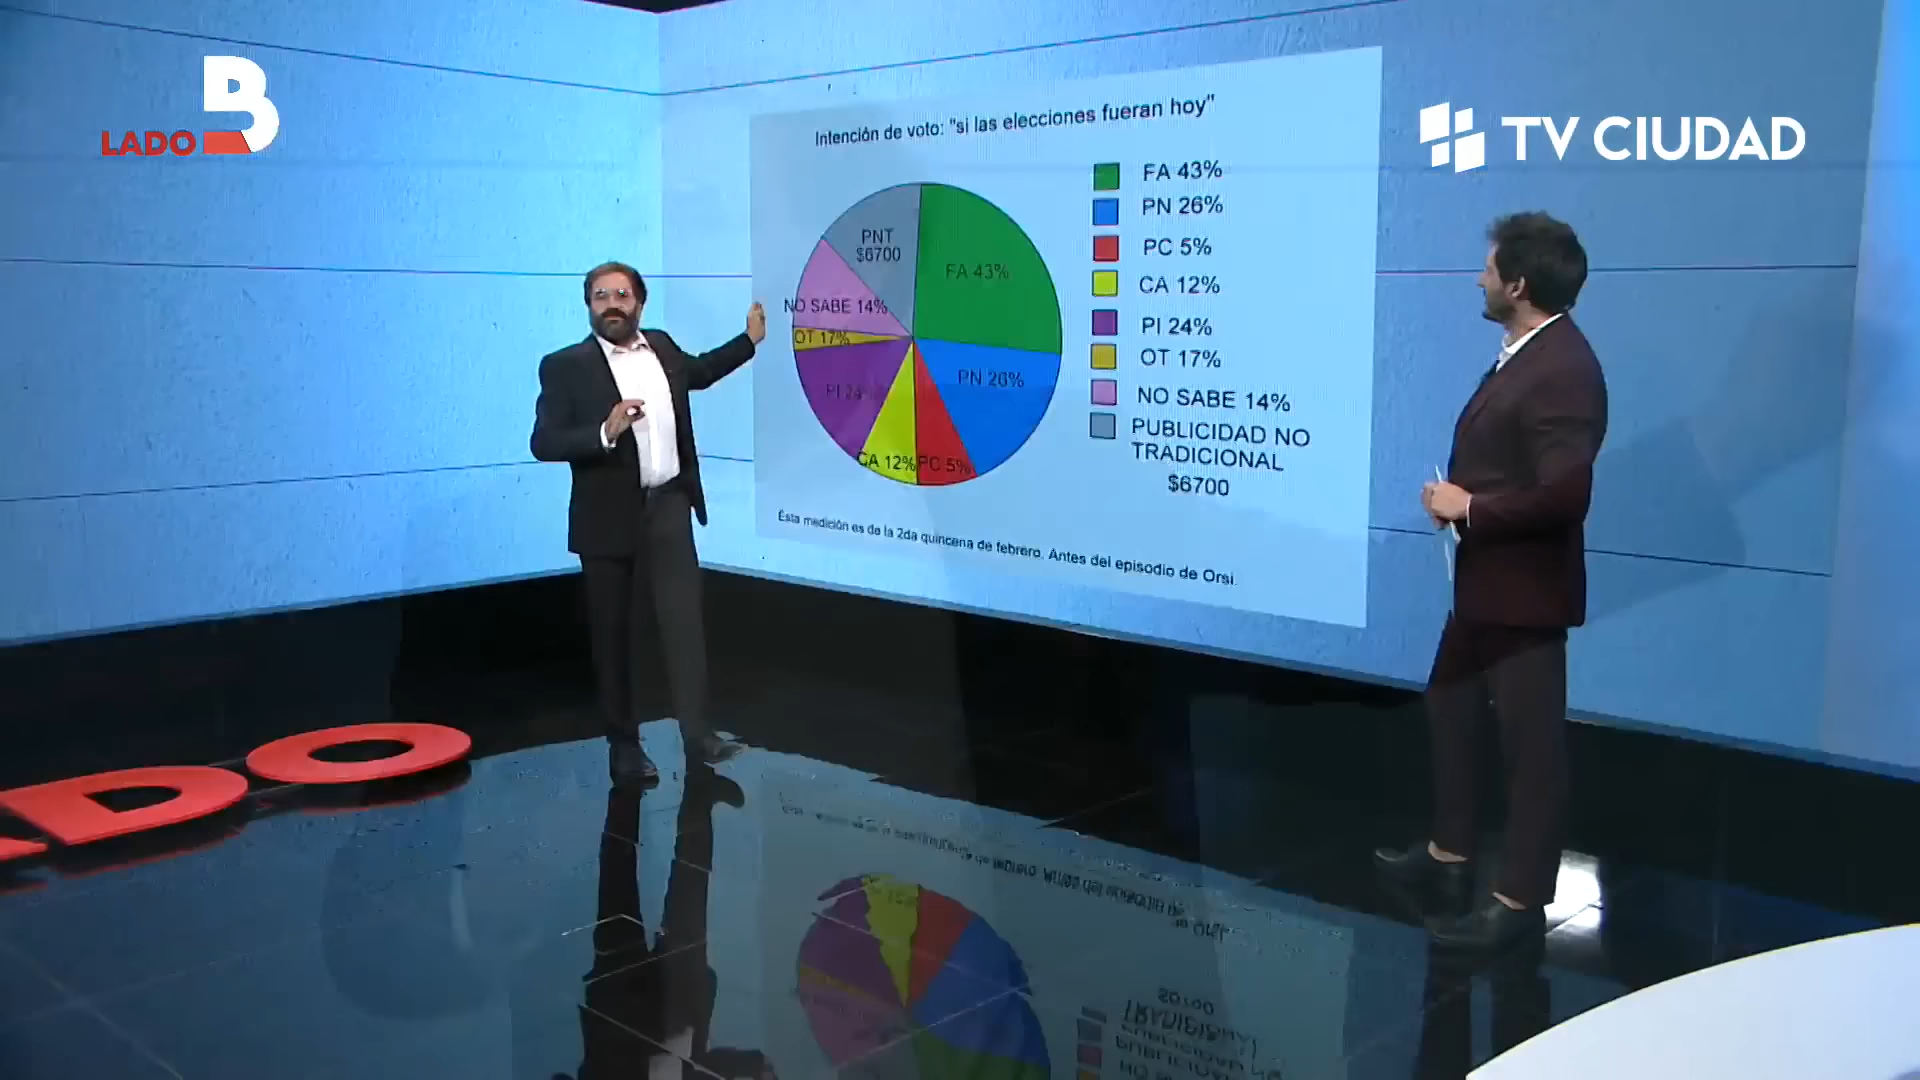 LADO B
TV CIUDAD
Intención de voto: "si las elecciones fueran hoy"
FA 43%
PN 26%
PC 5%
CA 12%
PI 24%
OT 17%
NO SABE 14%
PUBLICIDAD NO
TRADICIONAL
$6700
PNT
$6700
FA 43%
NO SABE 14%
OT 17%
PN 26%
PI 24
CA 12%
PC 5%
Esta medición es de la 2da quincena de febrero. Antes del episodio de Orsi.
ADO